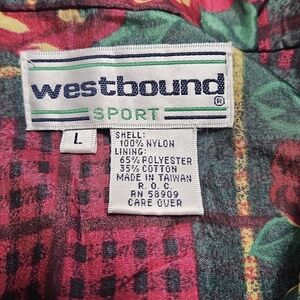 westbound®
SPORT
L
SHELL:
100% NYLON
LINING:
65% POLYESTER
35% COTTON
MADE IN TAIWAN
R. O. C.
RN 58909
CARE OVER